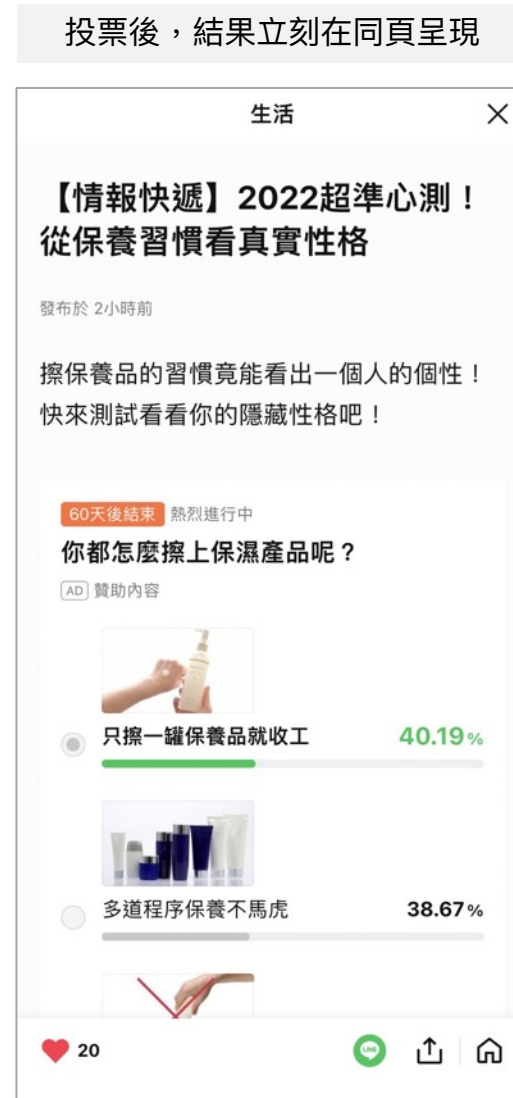 投票後，結果立刻在同頁呈現
生活
【情報快遞】2022超準心測！
從保養習慣看真實性格
發布於 2小時前
擦保養品的習慣竟能看出一個人的個性！
快來測試看看你的隱藏性格吧！
60天後結束 熱烈進行中
你都怎麼擦上保濕產品呢？
AD 贊助內容
只擦一罐保養品就收工 40.19%
多道程序保養不馬虎 38.67%
20
LINE